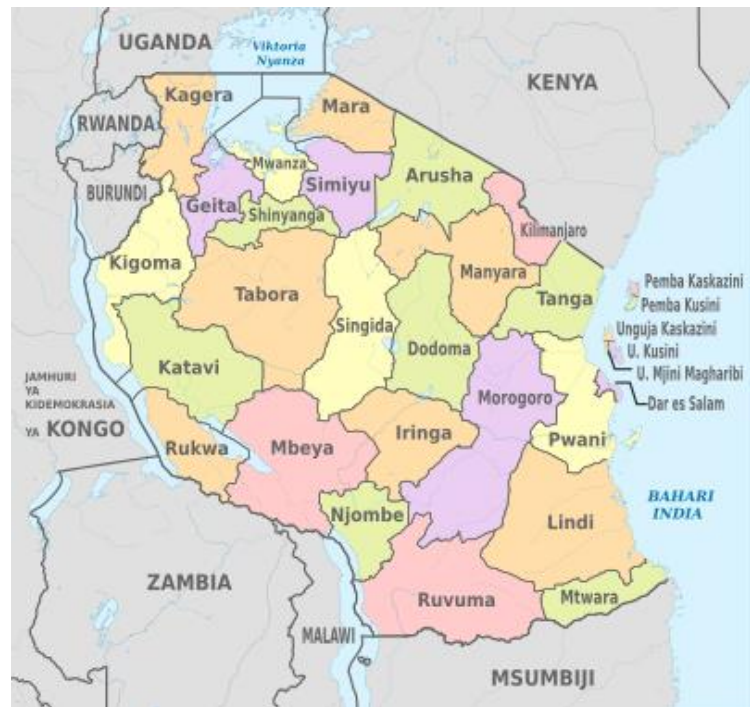 UGANDA
Viktoria
Nyanza
KENYA
Kagera
Mara
RWANDA
Mwanza
Simiyu
Arusha
BURUNDI
Geita
Shinyanga
Kilimanjaro
Kigoma
Manyara
Tabora
Tanga
Pemba Kaskazini
Pemba Kusini
Singida
Unguja Kaskazini
Dodoma
U. Kusini
Katavi
U. Mjini Magharibi
JAMHURI
YA
KIDEMOKRASIA
YA KONGO
Morogoro
Dar es Salam
Rukwa
Mbeya
Iringa
Pwani
BAHARI
INDIA
Njombe
Lindi
ZAMBIA
Ruvuma
Mtwara
MALAWI
MSUMBIJI